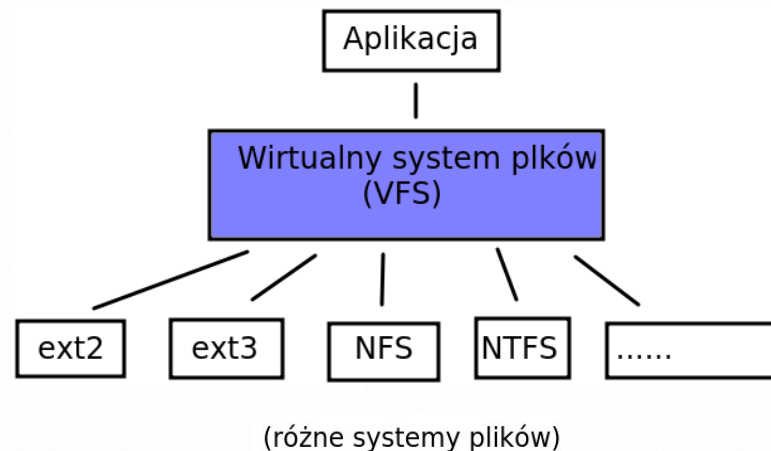 Aplikacja
Wirtualny system plków
(VFS)
ext2 ext3 NFS NTFS ......
(różne systemy plików)